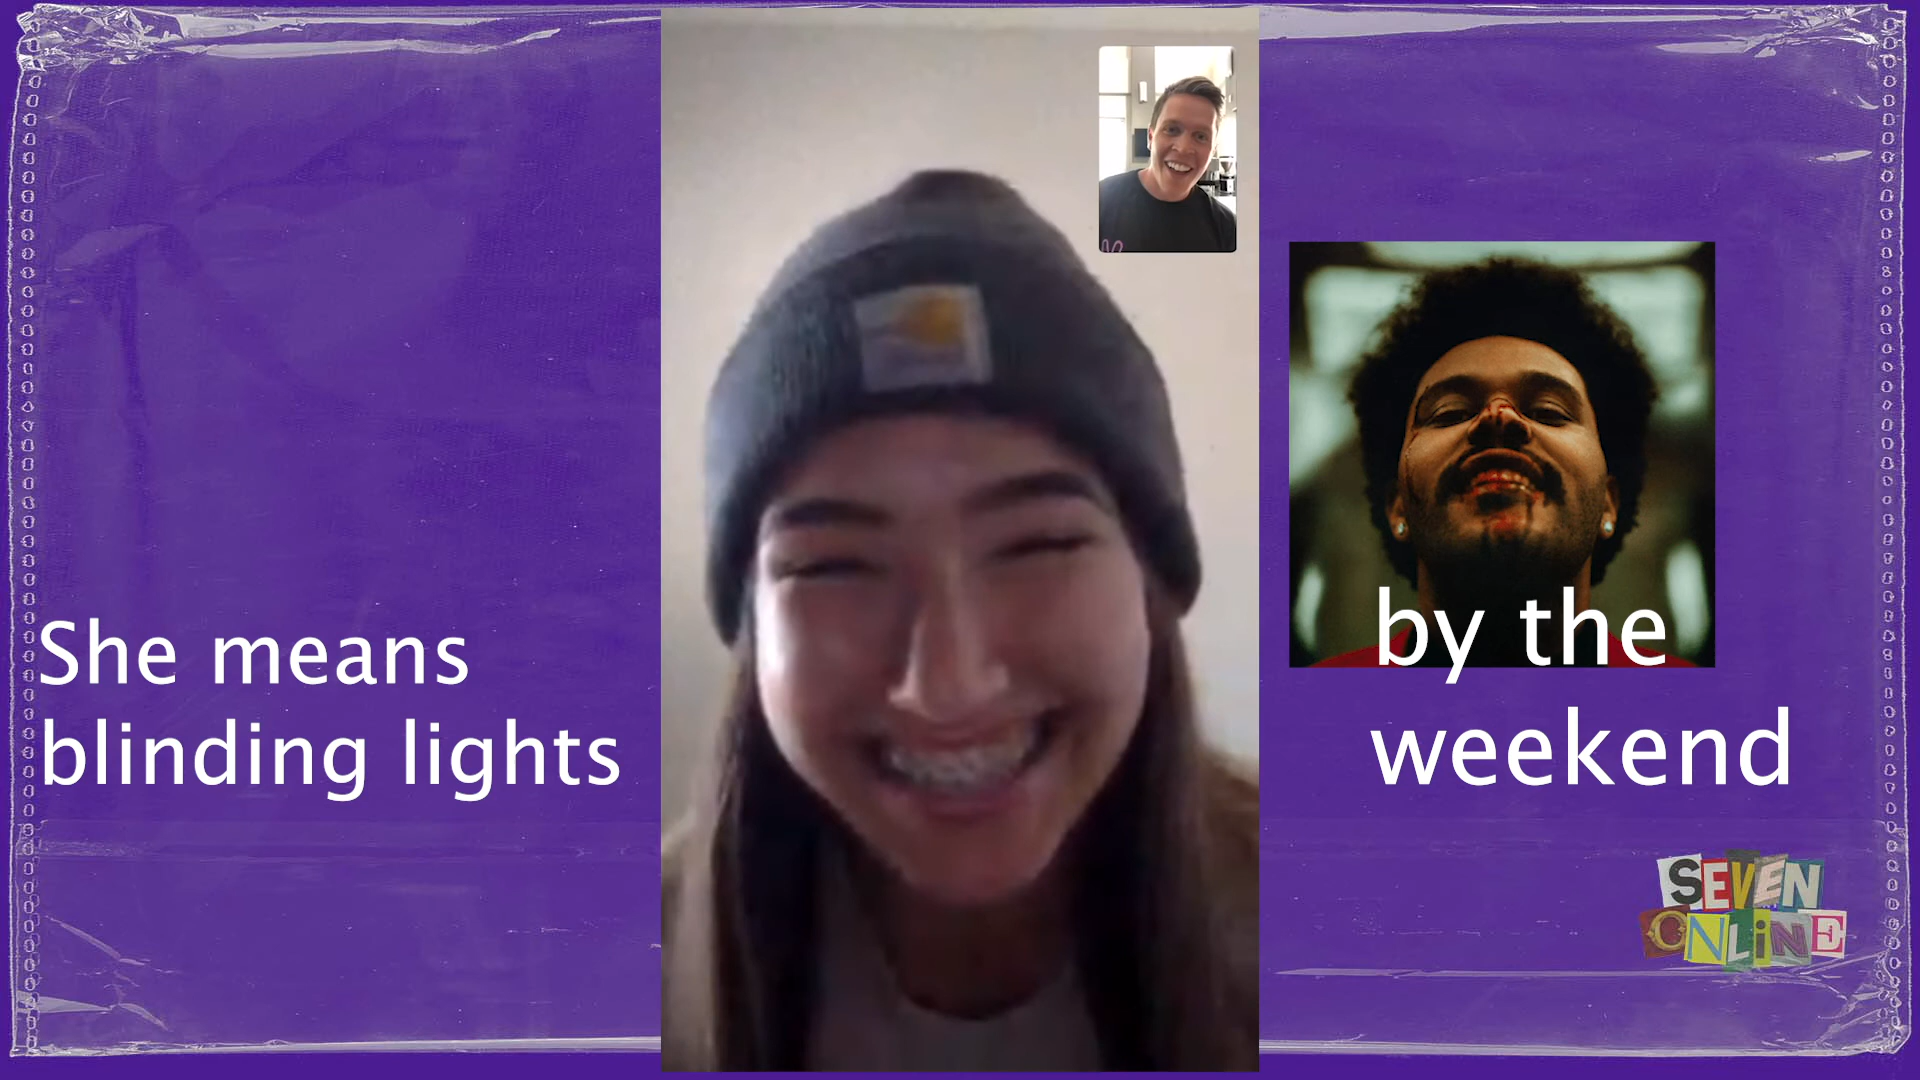 She means
blinding lights
by the
weekend
SEVEN
ONLINE